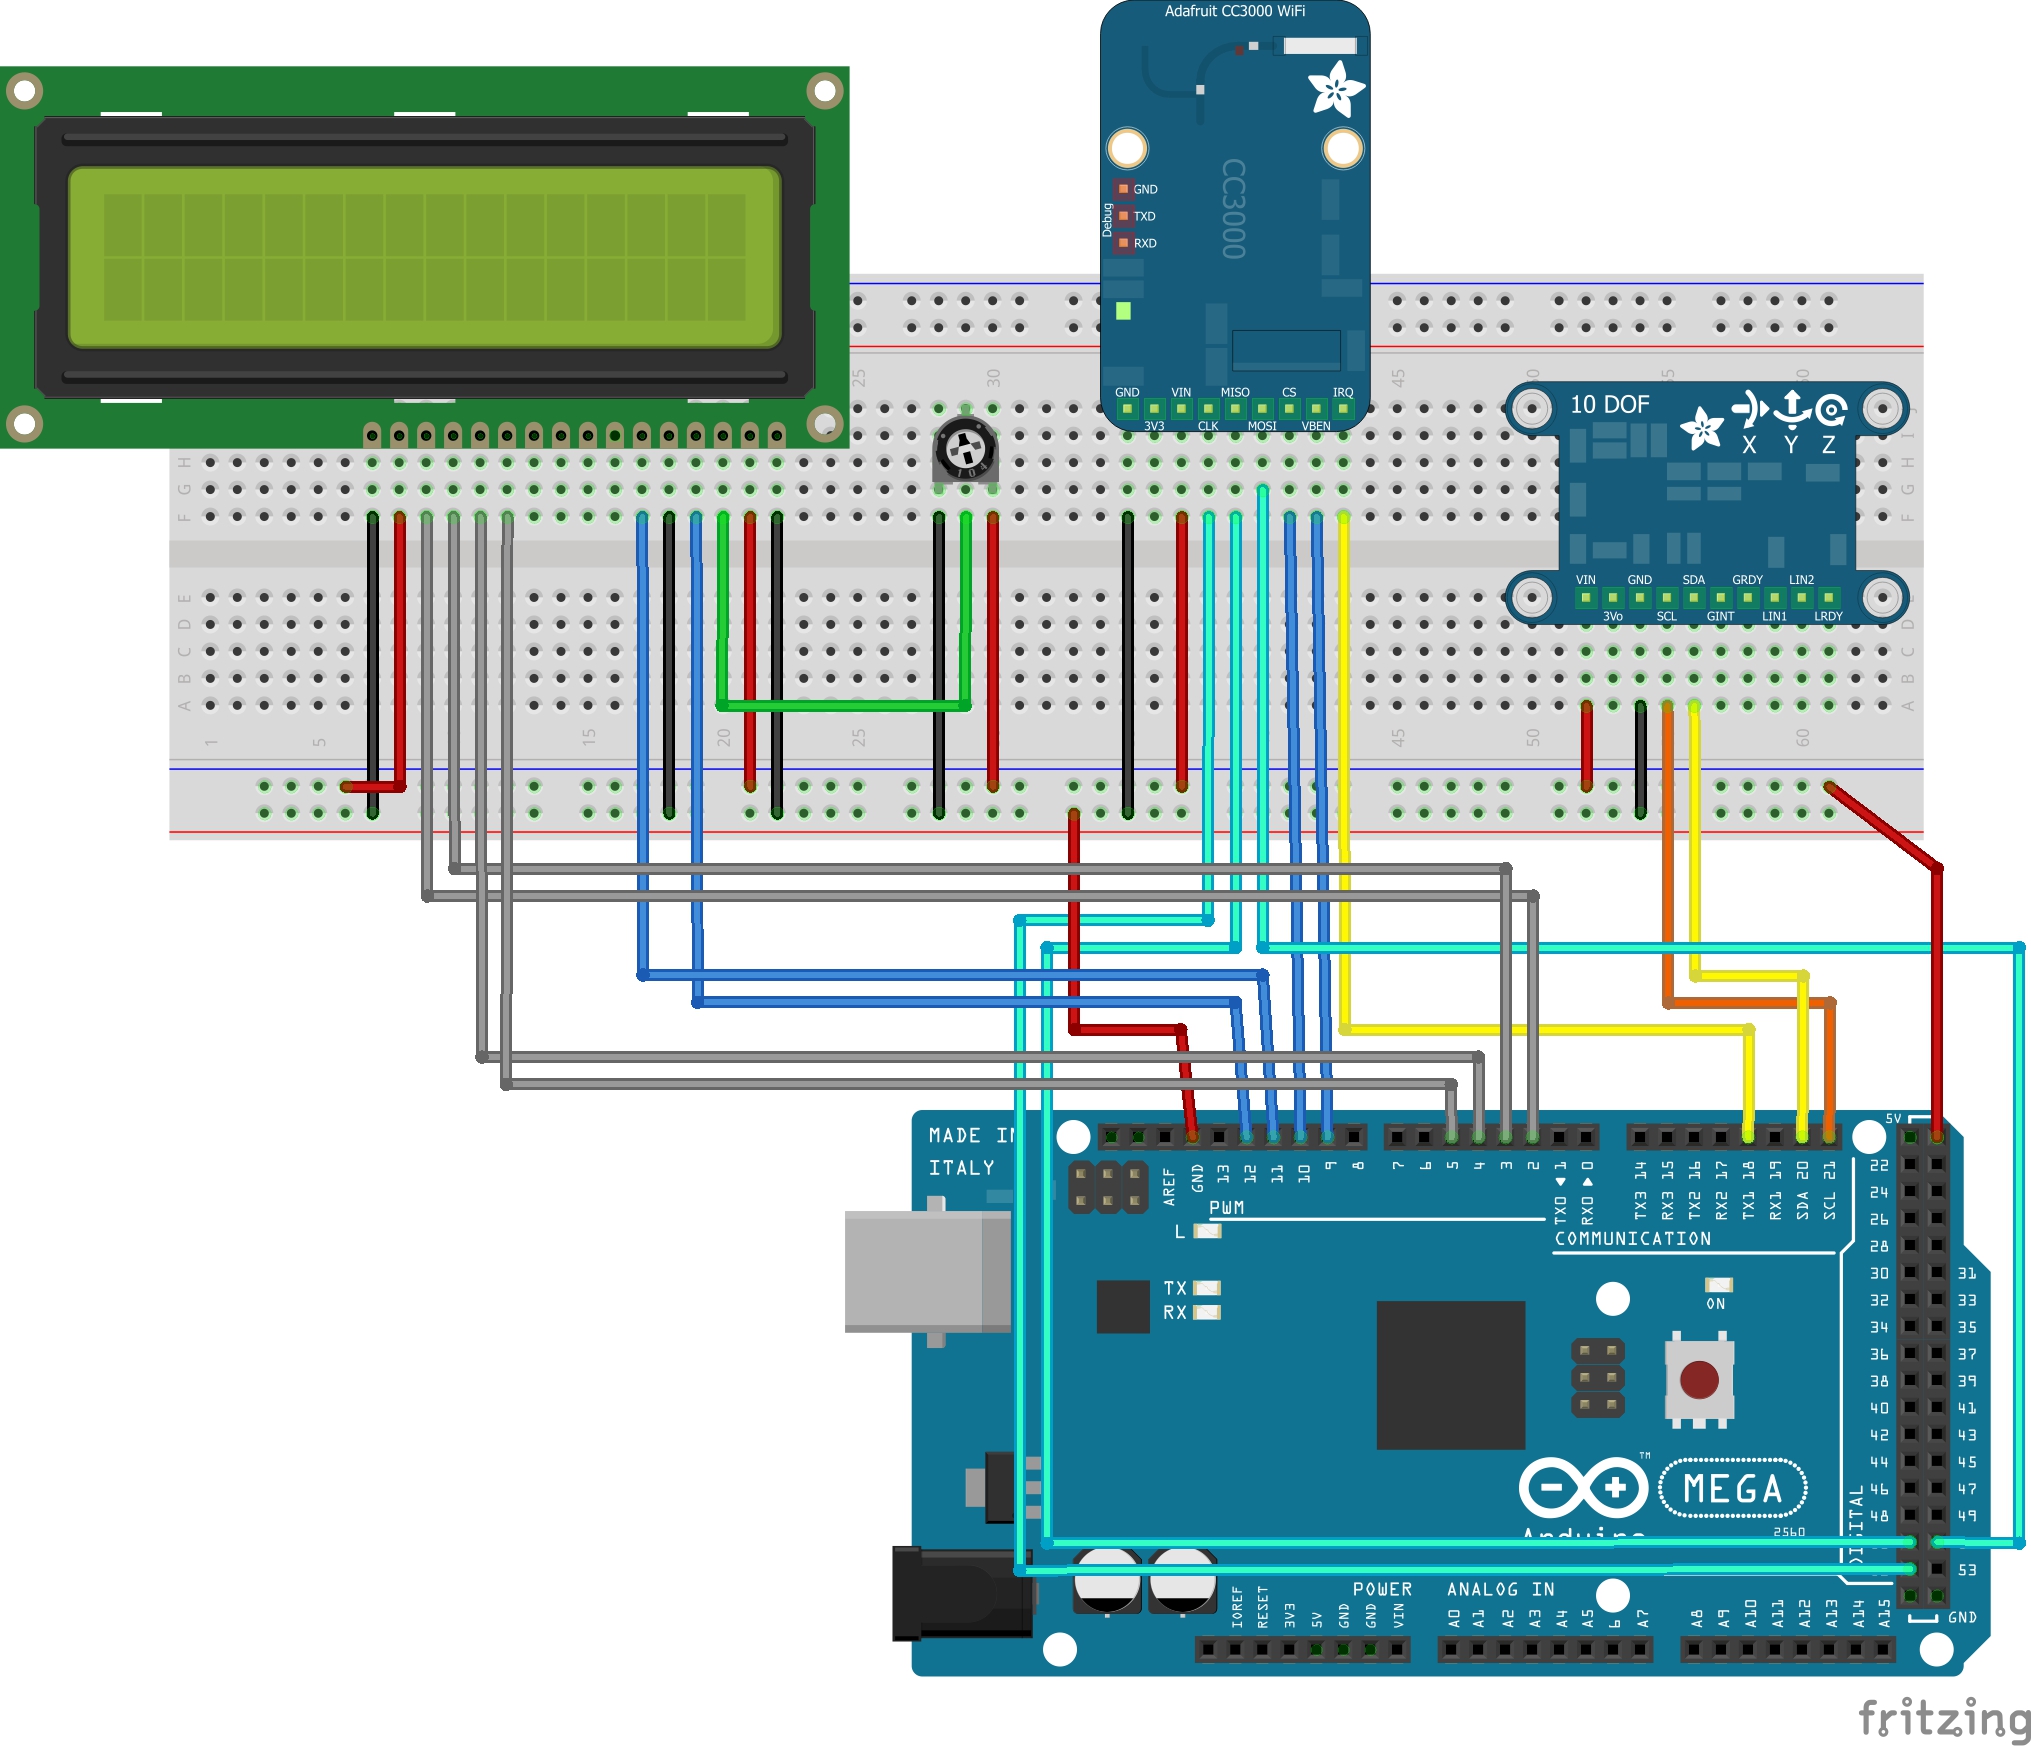 Adafruit CC3000 WiFi
GND
TXD
RXD
Debug
CC3000
GND VIN MISO CS IRQ
3V3 CLK MOSI VBEN
25 30 45
10 DOF
X Y Z
VIN GND SDA GRDY LIN2
3Vo SCL GINT LIN1 LRDY
H
G
F F
E
D D
C C
B B
A A
1 5 15 20 25 45 50 60
104
MADE IN
ITALY
5V
AREF GND 13 12 11 10 9 8 7 6 5 4 3 2 TX0 1 RX0 0 TX3 14 RX3 15 TX2 16 RX2 17 TX1 18 RX1 19 SDA 20 SCL 21
PWM
L
COMMUNICATION
TX
RX
ON
22
24
26
28
30 31
32 33
34 35
36 37
38 39
40 41
42 43
44 45
46 47
48 49
53
GND
TM
MEGA
2560
Arduino
DIGITAL
POWER ANALOG IN
IOREF RESET 3V3 5V GND GND VIN A0 A1 A2 A3 A4 A5 6 A7 A8 A9 A10 A11 A12 A13 A14 A15
fritzing